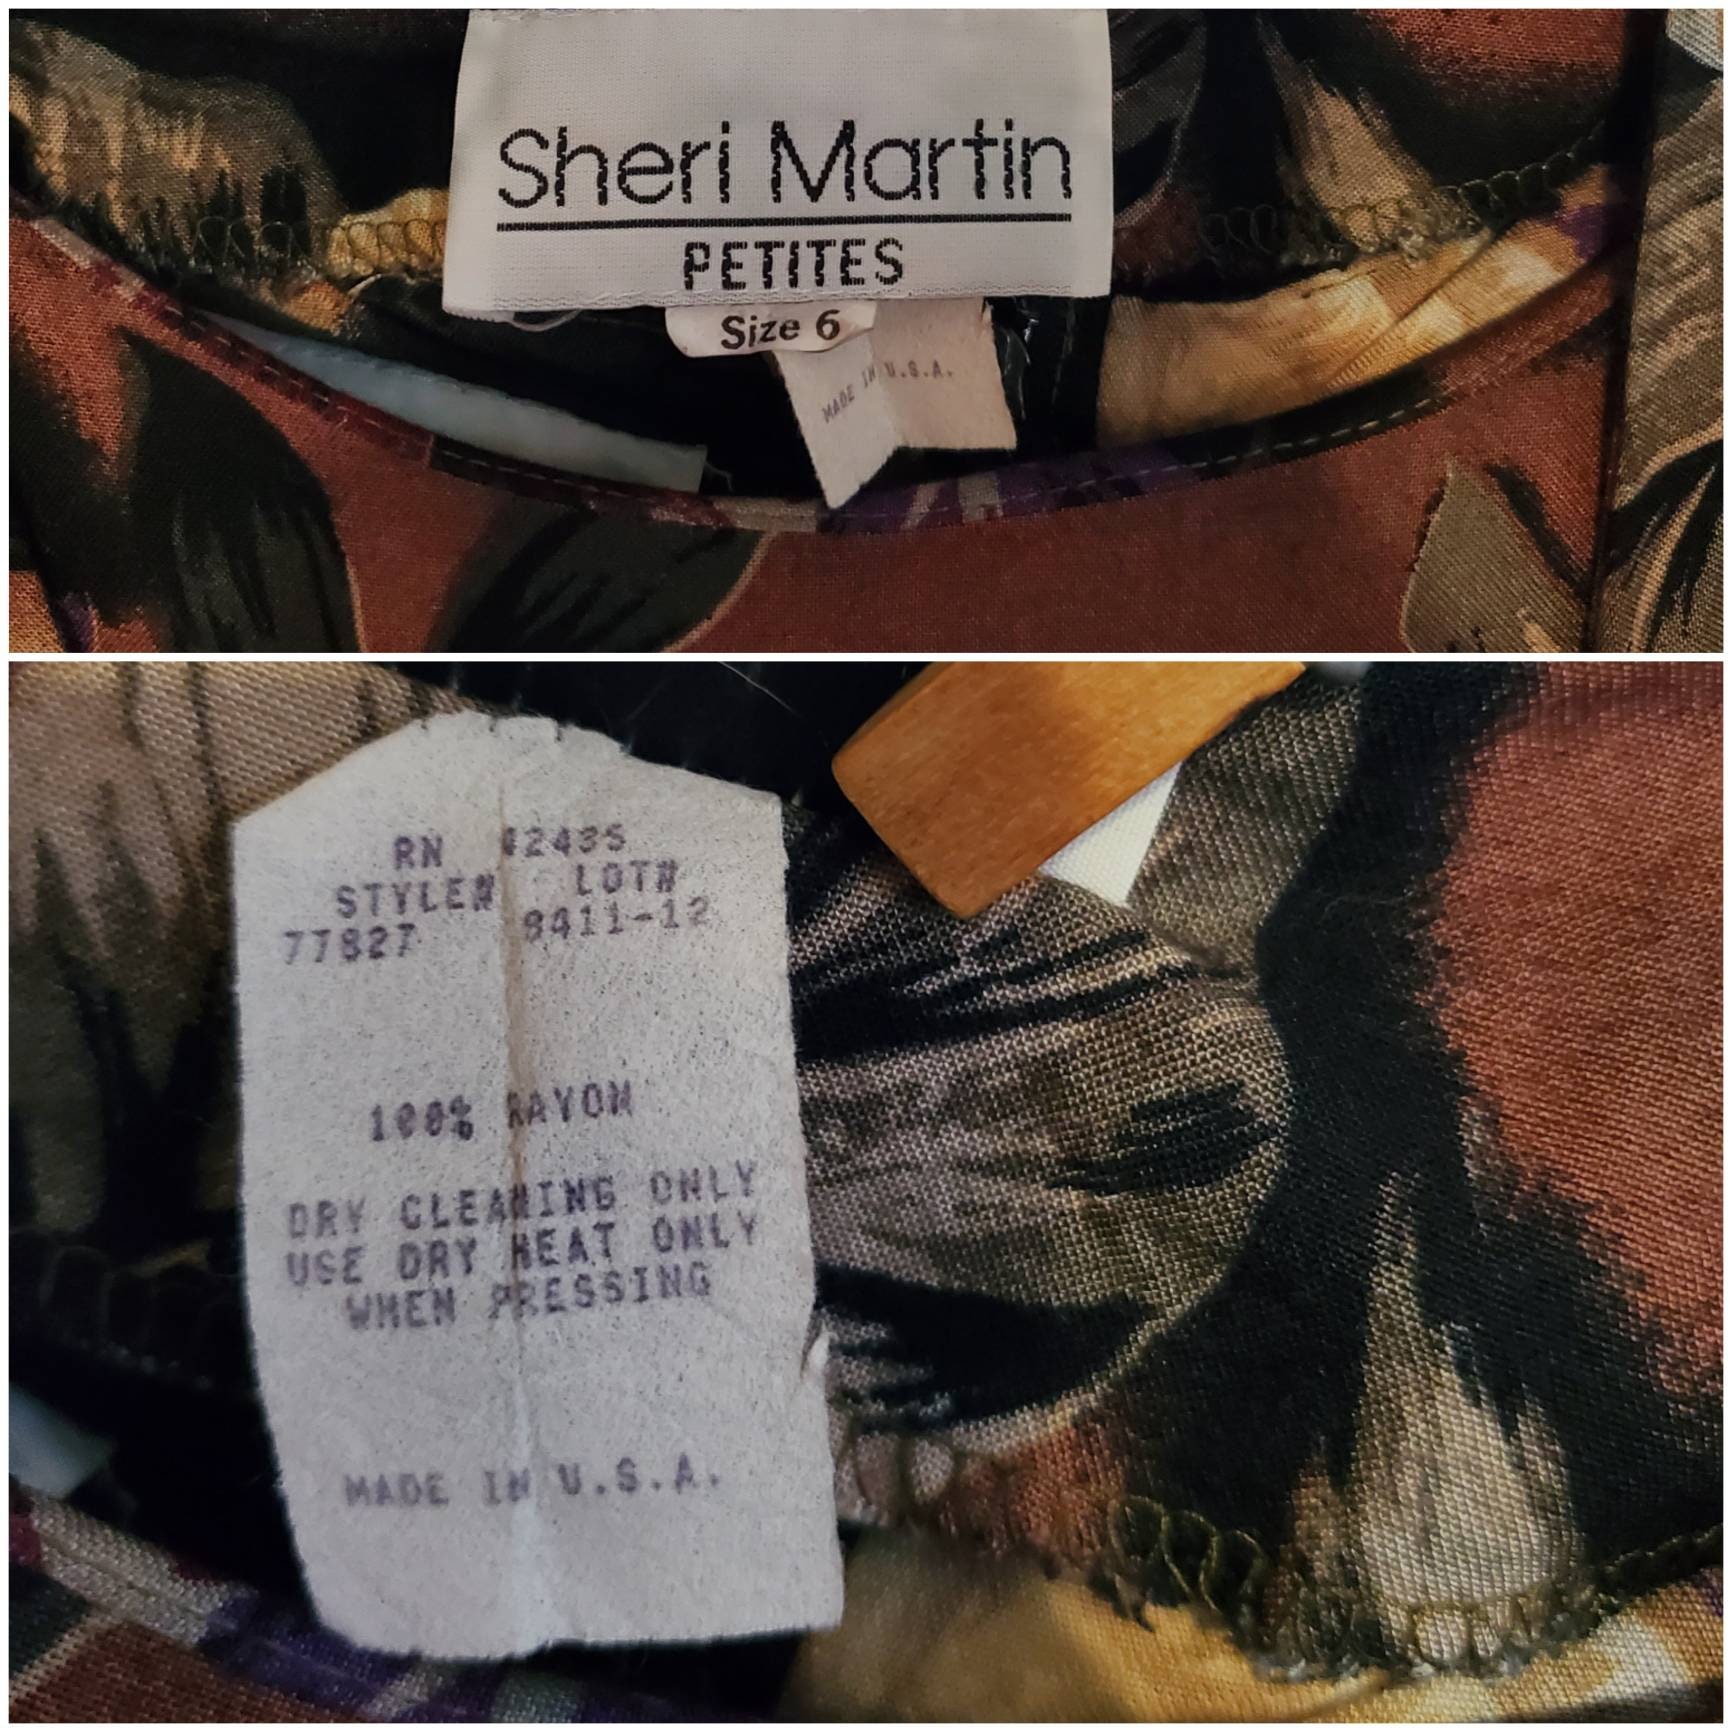 Sheri Martin
PETITES
Size 6
MADE IN U.S.A.
RN 42435
STYLE# LOT#
77827 8411-12
100% RAYON
DRY CLEANING ONLY
USE DRY HEAT ONLY
WHEN PRESSING
MADE IN U.S.A.